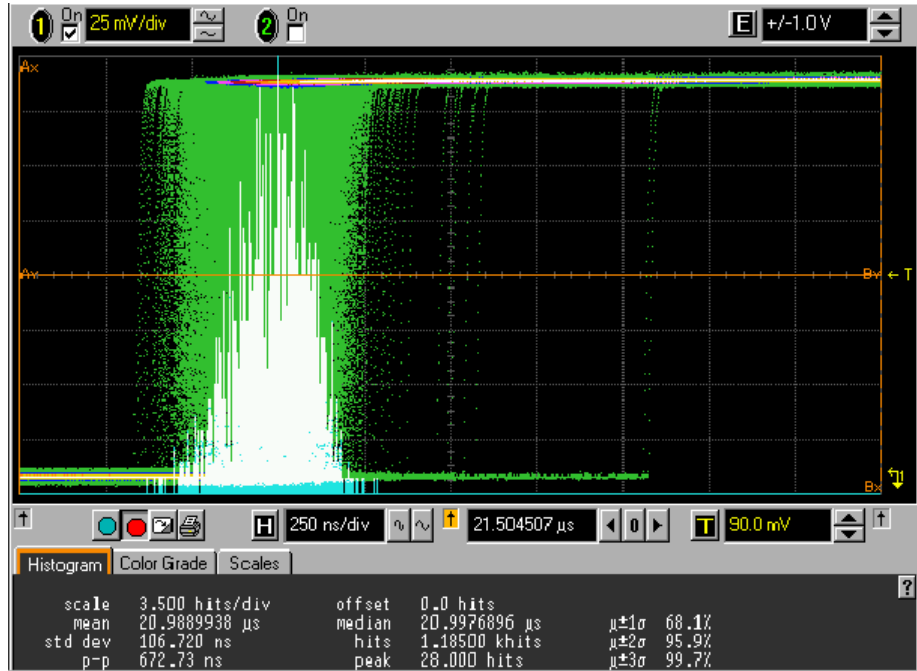 1 On 25 mV/div 2 On E +/-1.0 V
Ax
Ay By ← T
Bx 1
H 250 ns/div 21.504507 µs 0 T 90.0 mV
Histogram Color Grade Scales
?
scale 3.500 hits/div offset 0.0 hits
mean 20.9889938 µs median 20.9976896 µs µ±1σ 68.1%
std dev 106.720 ns hits 1.18500 khits µ±2σ 95.9%
p-p 672.73 ns peak 28.000 hits µ±3σ 99.7%